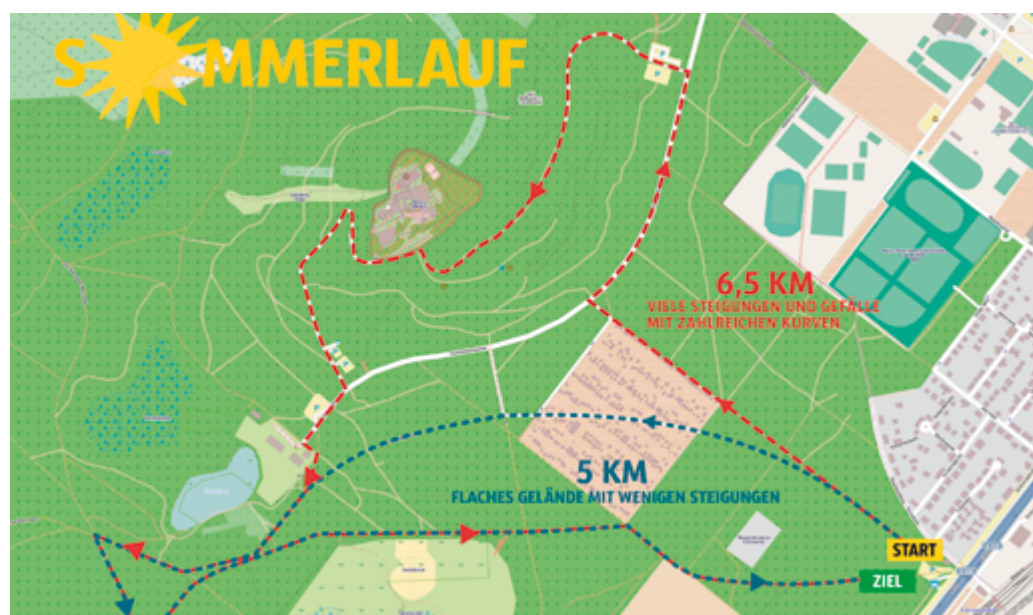 S MMERLAUF
6,5 KM
VIELE STEIGUNGEN UND GEFÄLLE
MIT ZAHLREICHEN KURVEN
5 KM
FLACHES GELÄNDE MIT WENIGEN STEIGUNGEN
START
ZIEL